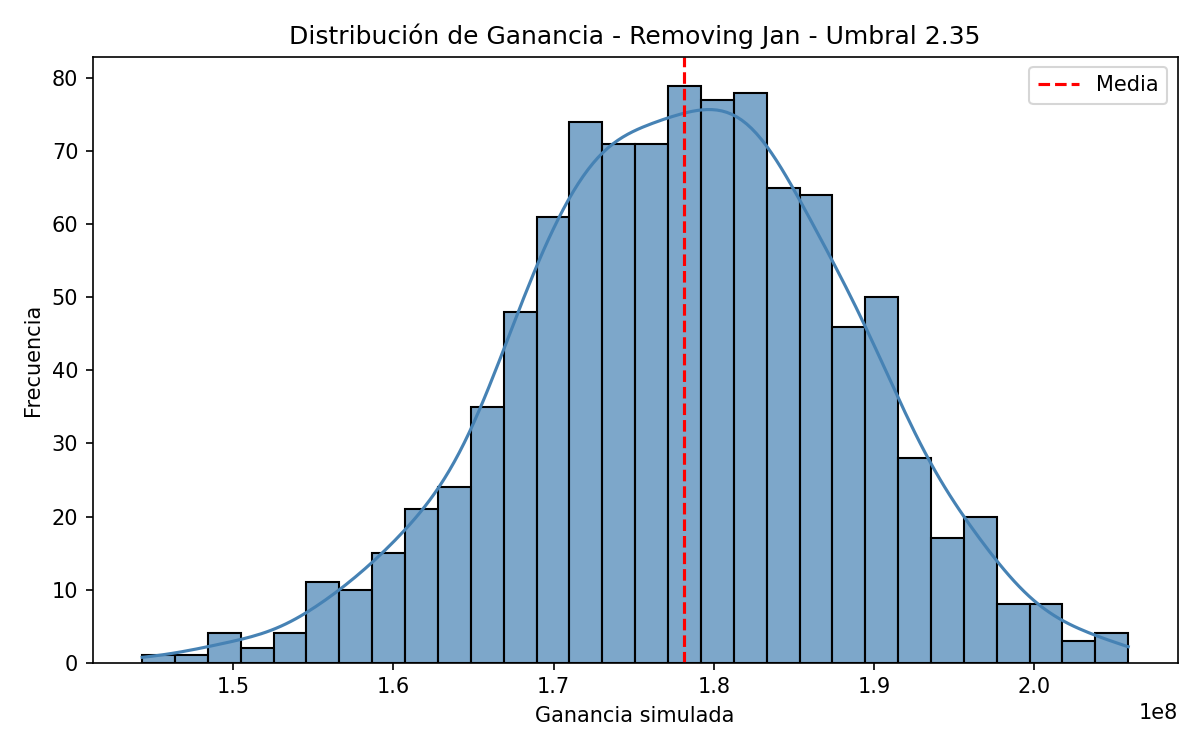 Distribución de Ganancia - Removing Jan - Umbral 2.35
Media
Frecuencia
80
70
60
50
40
30
20
10
0
1.5 1.6 1.7 1.8 1.9 2.0
1e8
Ganancia simulada